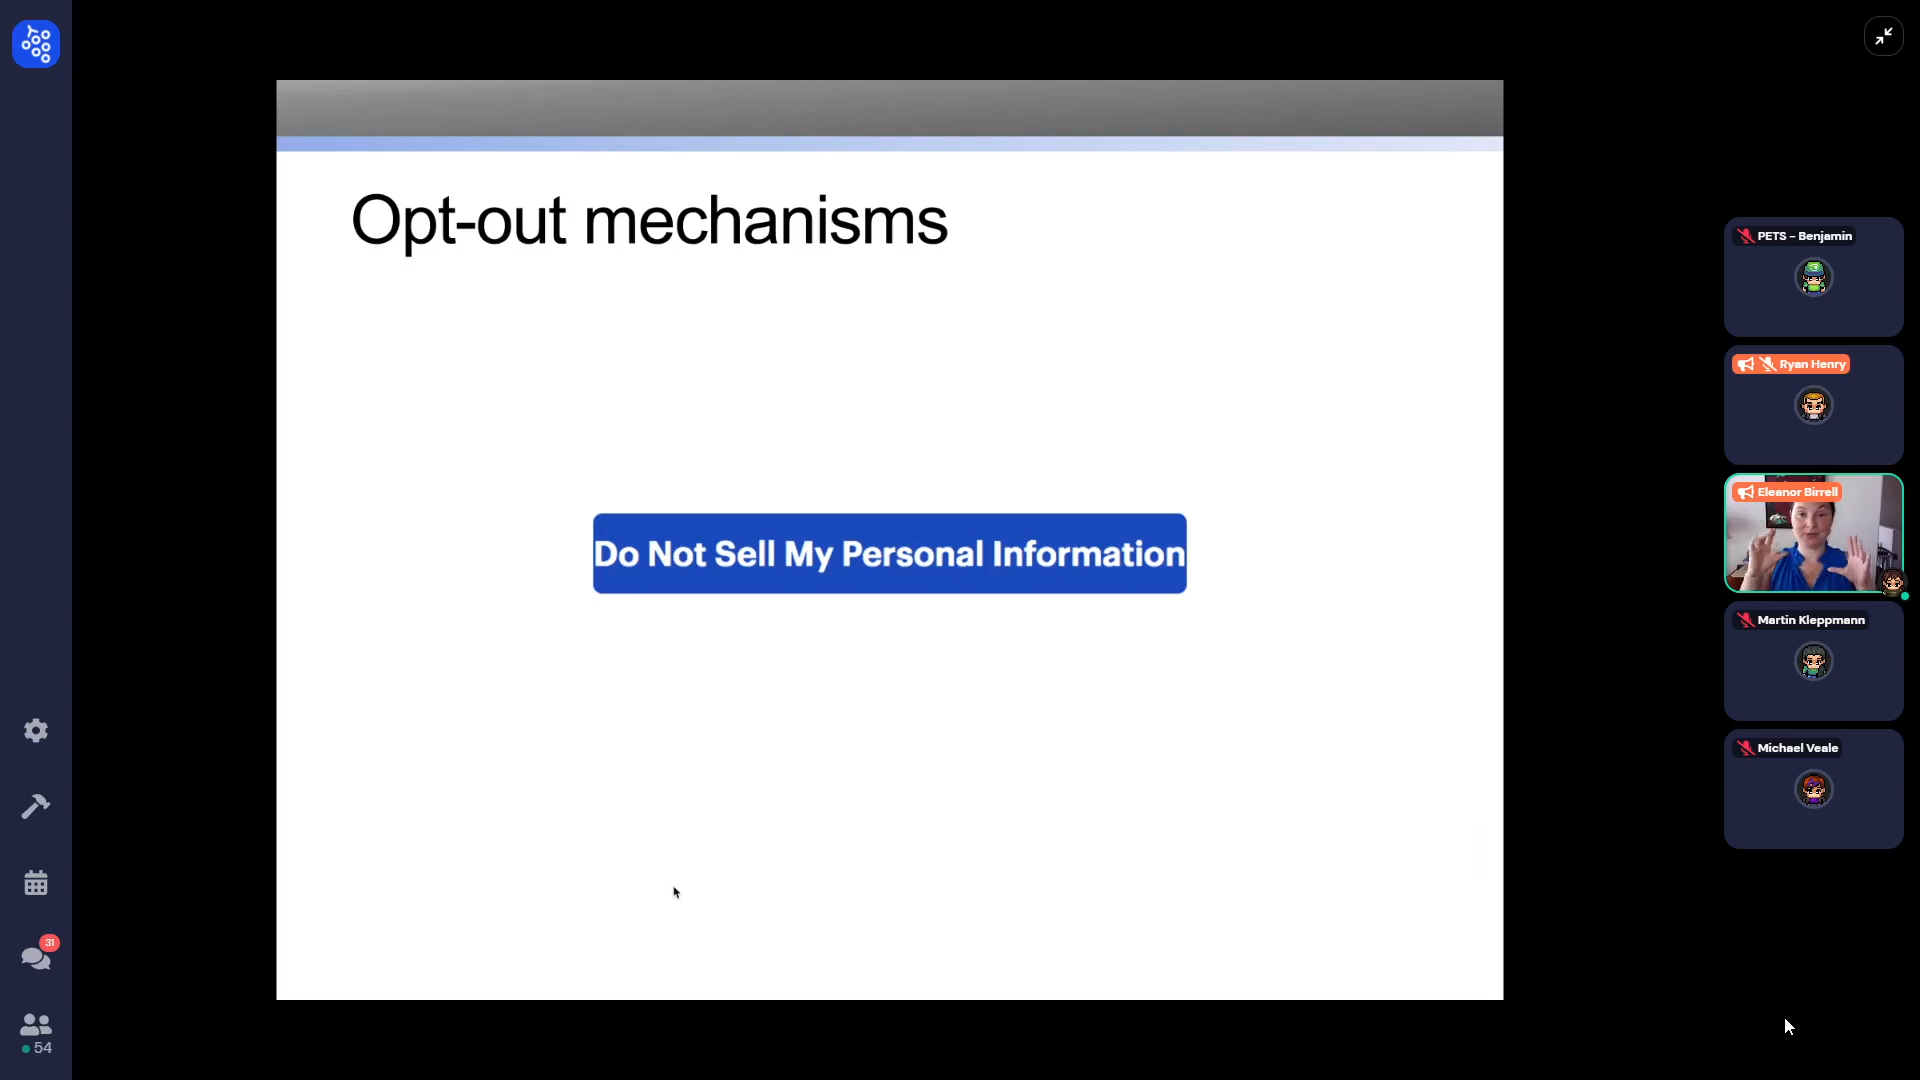 Opt-out mechanisms
Do Not Sell My Personal Information
PETS – Benjamin
Ryan Henry
Eleanor Birrell
Martin Kleppmann
Michael Veale
31
54